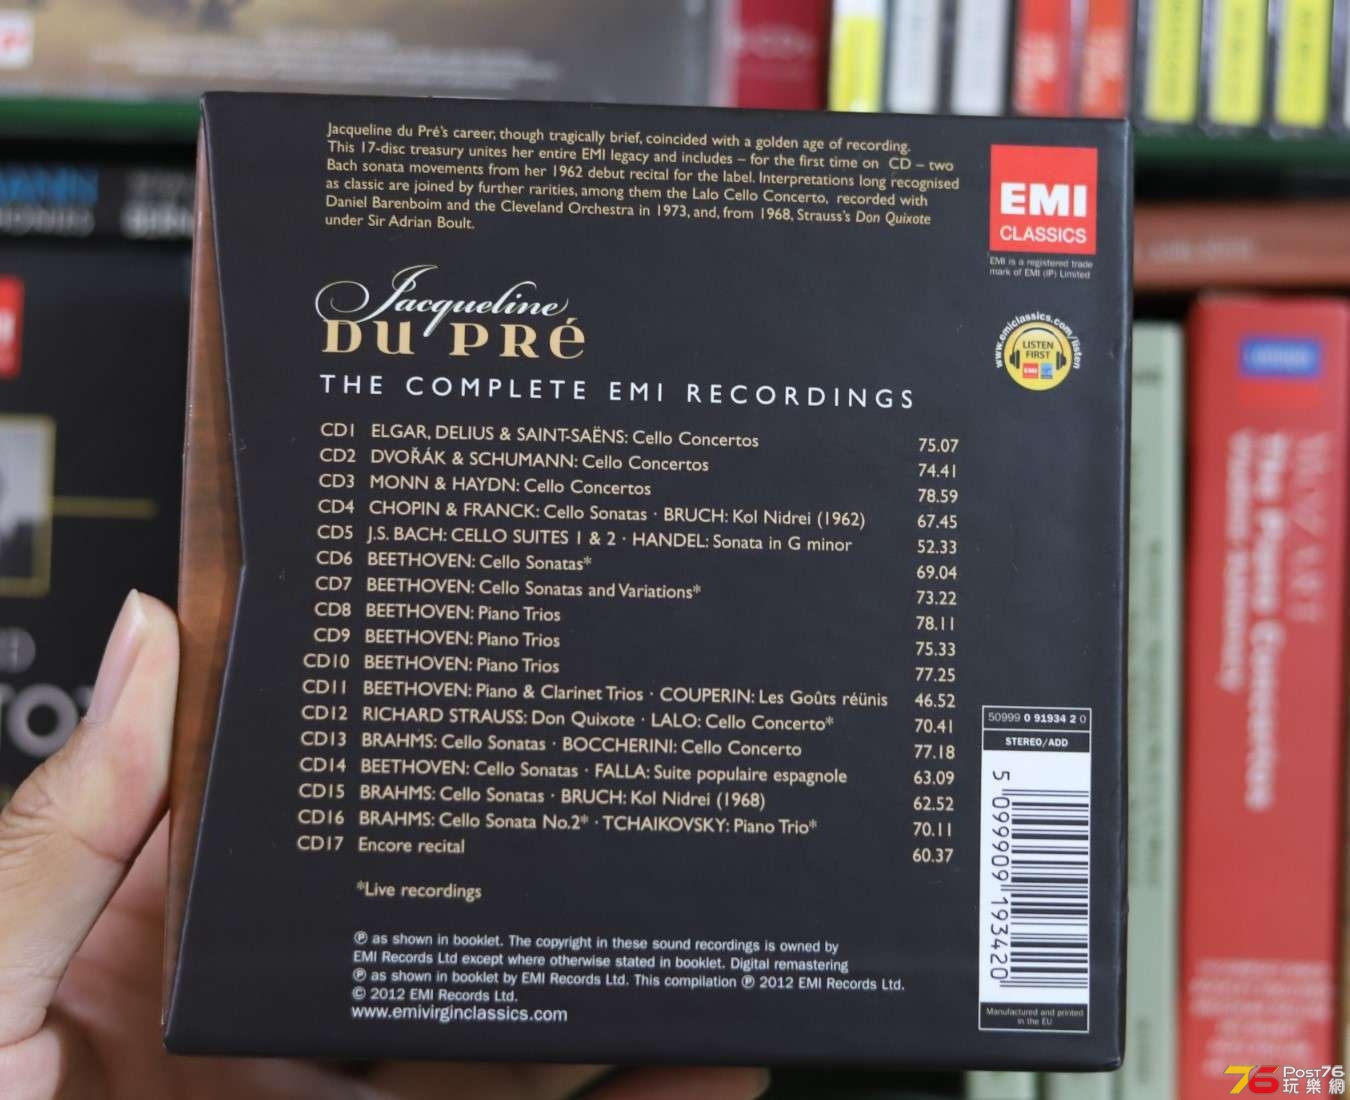 Jacqueline du Pré's career, though tragically brief, coincided with a golden age of recording.
This 17-disc treasury unites her entire EMI legacy and includes – for the first time on CD – two
Bach sonata movements from her 1962 debut recital for the label. Interpretations long recognised
as classic are joined by further rarities, among them the Lalo Cello Concerto, recorded with
Daniel Barenboim and the Cleveland Orchestra in 1973, and, from 1968, Strauss's Don Quixote
under Sir Adrian Boult.
EMI
CLASSICS
EMI is a registered trade
mark of EMI (IP) Limited
www.emiclassics.com/listen
LISTEN
FIRST
EMI
Jacqueline
DU PRé
THE COMPLETE EMI RECORDINGS
CD1 ELGAR, DELIUS & SAINT-SAËNS: Cello Concertos 75.07
CD2 DVOŘÁK & SCHUMANN: Cello Concertos 74.41
CD3 MONN & HAYDN: Cello Concertos 78.59
CD4 CHOPIN & FRANCK: Cello Sonatas · BRUCH: Kol Nidrei (1962) 67.45
CD5 J.S. BACH: CELLO SUITES 1 & 2 · HANDEL: Sonata in G minor 52.33
CD6 BEETHOVEN: Cello Sonatas* 69.04
CD7 BEETHOVEN: Cello Sonatas and Variations* 73.22
CD8 BEETHOVEN: Piano Trios 78.11
CD9 BEETHOVEN: Piano Trios 75.33
CD10 BEETHOVEN: Piano Trios 77.25
CD11 BEETHOVEN: Piano & Clarinet Trios · COUPERIN: Les Goûts réünis 46.52
CD12 RICHARD STRAUSS: Don Quixote · LALO: Cello Concerto* 70.41
CD13 BRAHMS: Cello Sonatas · BOCCHERINI: Cello Concerto 77.18
CD14 BEETHOVEN: Cello Sonatas · FALLA: Suite populaire espagnole 63.09
CD15 BRAHMS: Cello Sonatas · BRUCH: Kol Nidrei (1968) 62.52
CD16 BRAHMS: Cello Sonata No.2* · TCHAIKOVSKY: Piano Trio* 70.11
CD17 Encore recital 60.37
*Live recordings
℗ as shown in booklet. The copyright in these sound recordings is owned by
EMI Records Ltd except where otherwise stated in booklet. Digital remastering
℗ as shown in booklet by EMI Records Ltd. This compilation ℗ 2012 EMI Records Ltd.
© 2012 EMI Records Ltd.
www.emivirginclassics.com
50999 0 91934 2 0
STEREO/ADD
5 099909 193420
Manufactured and printed
in the EU
The Piano Concertos
76 Post76
玩樂網